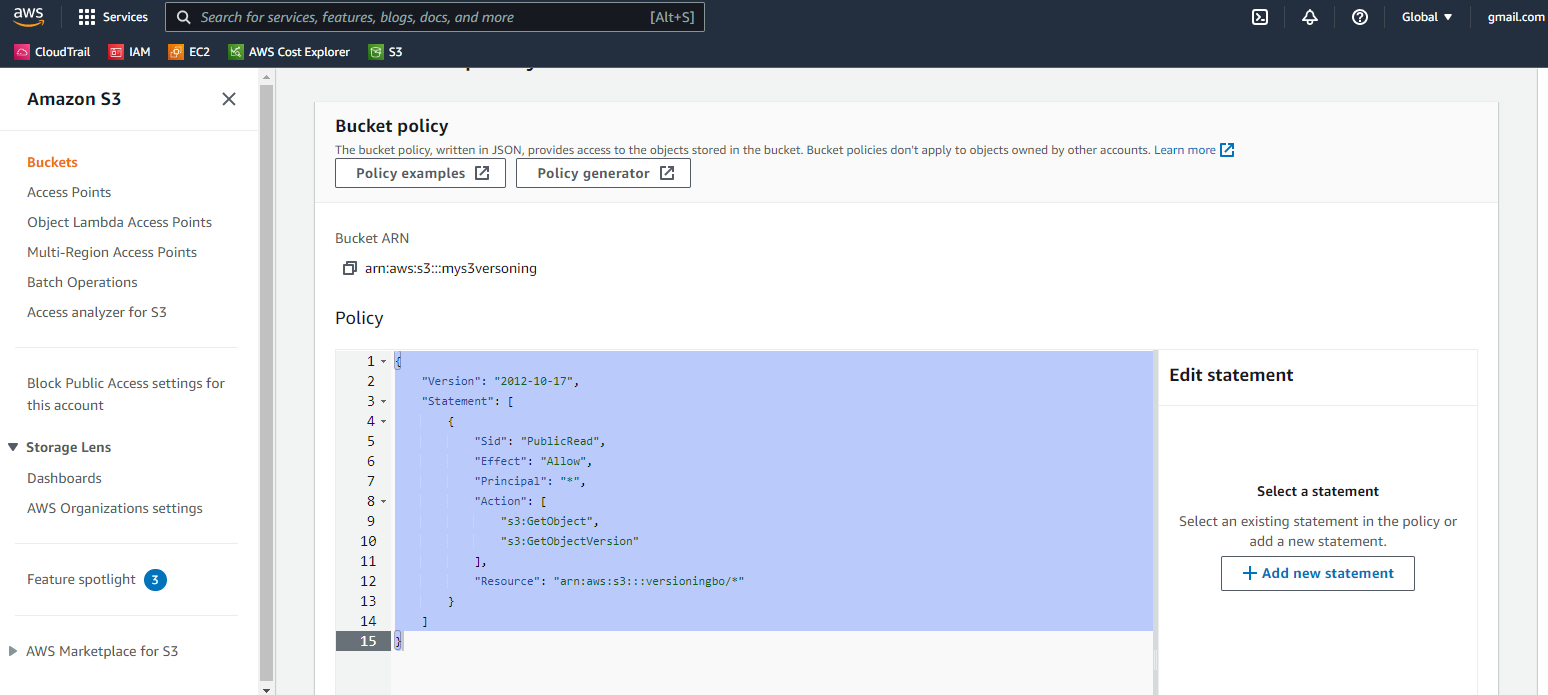 aws
Services
Search for services, features, blogs, docs, and more [Alt+S]
Global
gmail.com
CloudTrail
IAM
EC2
AWS Cost Explorer
S3
Amazon S3
Buckets
Access Points
Object Lambda Access Points
Multi-Region Access Points
Batch Operations
Access analyzer for S3
Block Public Access settings for
this account
Storage Lens
Dashboards
AWS Organizations settings
Feature spotlight 3
AWS Marketplace for S3
Bucket policy
The bucket policy, written in JSON, provides access to the objects stored in the bucket. Bucket policies don't apply to objects owned by other accounts. Learn more
Policy examples
Policy generator
Bucket ARN
arn:aws:s3:::mys3versoning
Policy
1 {
2 "Version": "2012-10-17",
3 "Statement": [
4 {
5 "Sid": "PublicRead",
6 "Effect": "Allow",
7 "Principal": "*",
8 "Action": [
9 "s3:GetObject",
10 "s3:GetObjectVersion"
11 ],
12 "Resource": "arn:aws:s3:::versioningbo/*"
13 }
14 ]
15 }
Edit statement
Select a statement
Select an existing statement in the policy or
add a new statement.
+ Add new statement